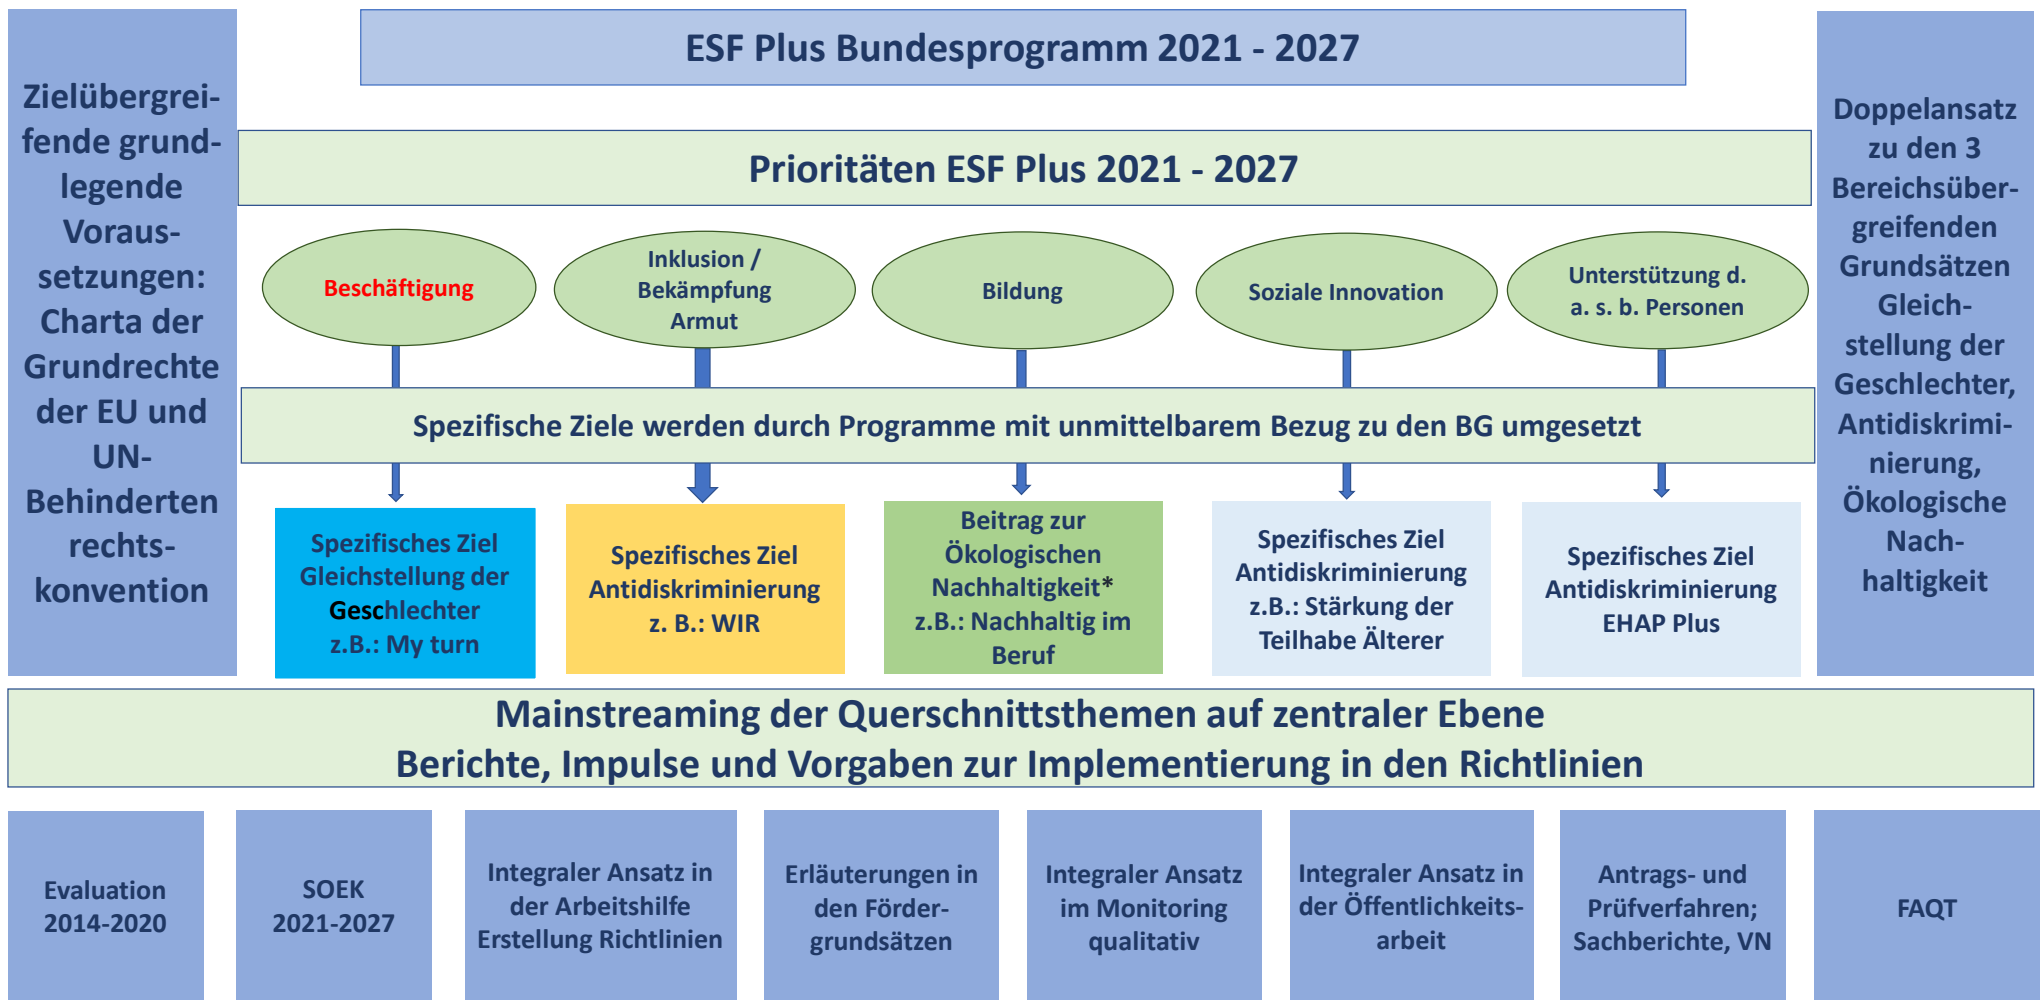 ESF Plus Bundesprogramm 2021 - 2027
Zielübergrei-
fende grund-
legende
Voraus-
setzungen:
Charta der
Grundrechte
der EU und
UN-
Behinderten
rechts-
konvention
Prioritäten ESF Plus 2021 - 2027
Beschäftigung
Inklusion /
Bekämpfung
Armut
Bildung
Soziale Innovation
Unterstützung d.
a. s. b. Personen
Spezifische Ziele werden durch Programme mit unmittelbarem Bezug zu den BG umgesetzt
Spezifisches Ziel
Gleichstellung der
Geschlechter
z.B.: My turn
Spezifisches Ziel
Antidiskriminierung
z. B.: WIR
Beitrag zur
Ökologischen
Nachhaltigkeit*
z.B.: Nachhaltig im
Beruf
Spezifisches Ziel
Antidiskriminierung
z.B.: Stärkung der
Teilhabe Älterer
Spezifisches Ziel
Antidiskriminierung
EHAP Plus
Doppelansatz
zu den 3
Bereichsüber-
greifenden
Grundsätzen
Gleich-
stellung der
Geschlechter,
Antidiskrimi-
nierung,
Ökologische
Nach-
haltigkeit
Mainstreaming der Querschnittsthemen auf zentraler Ebene
Berichte, Impulse und Vorgaben zur Implementierung in den Richtlinien
Evaluation
2014-2020
SOEK
2021-2027
Integraler Ansatz in
der Arbeitshilfe
Erstellung Richtlinien
Erläuterungen in
den Förder-
grundsätzen
Integraler Ansatz
im Monitoring
qualitativ
Integraler Ansatz in
der Öffentlichkeits-
arbeit
Antrags- und
Prüfverfahren;
Sachberichte, VN
FAQT